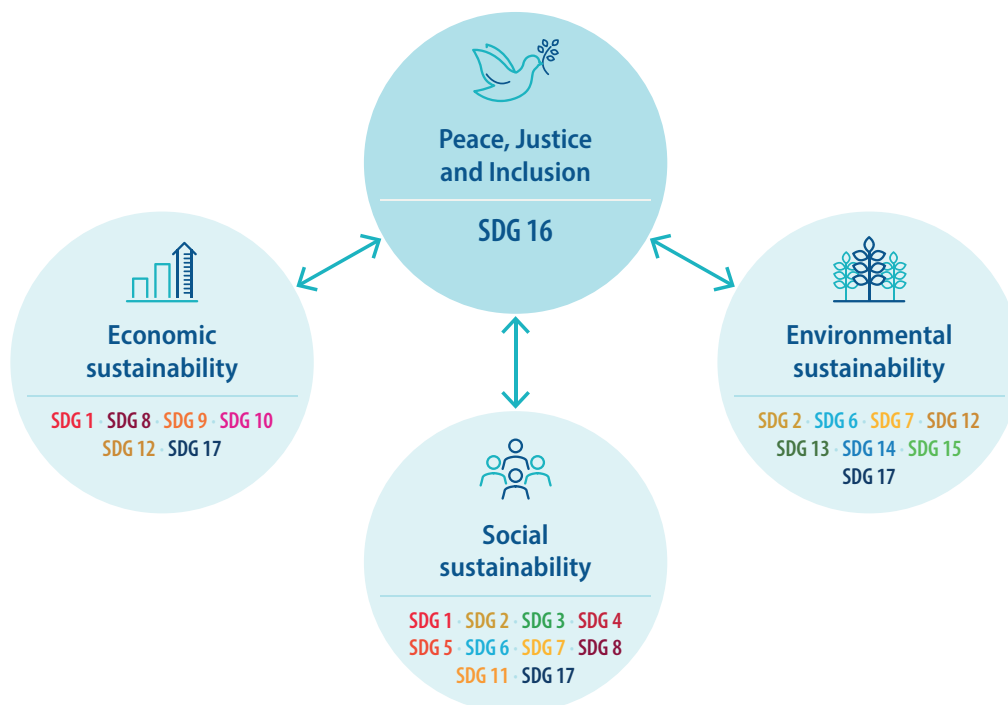 Peace, Justice
and Inclusion
SDG 16
Economic
sustainability
SDG 1 · SDG 8 · SDG 9 · SDG 10
SDG 12 · SDG 17
Environmental
sustainability
SDG 2 · SDG 6 · SDG 7 · SDG 12
SDG 13 · SDG 14 · SDG 15
SDG 17
Social
sustainability
SDG 1 · SDG 2 · SDG 3 · SDG 4
SDG 5 · SDG 6 · SDG 7 · SDG 8
SDG 11 · SDG 17